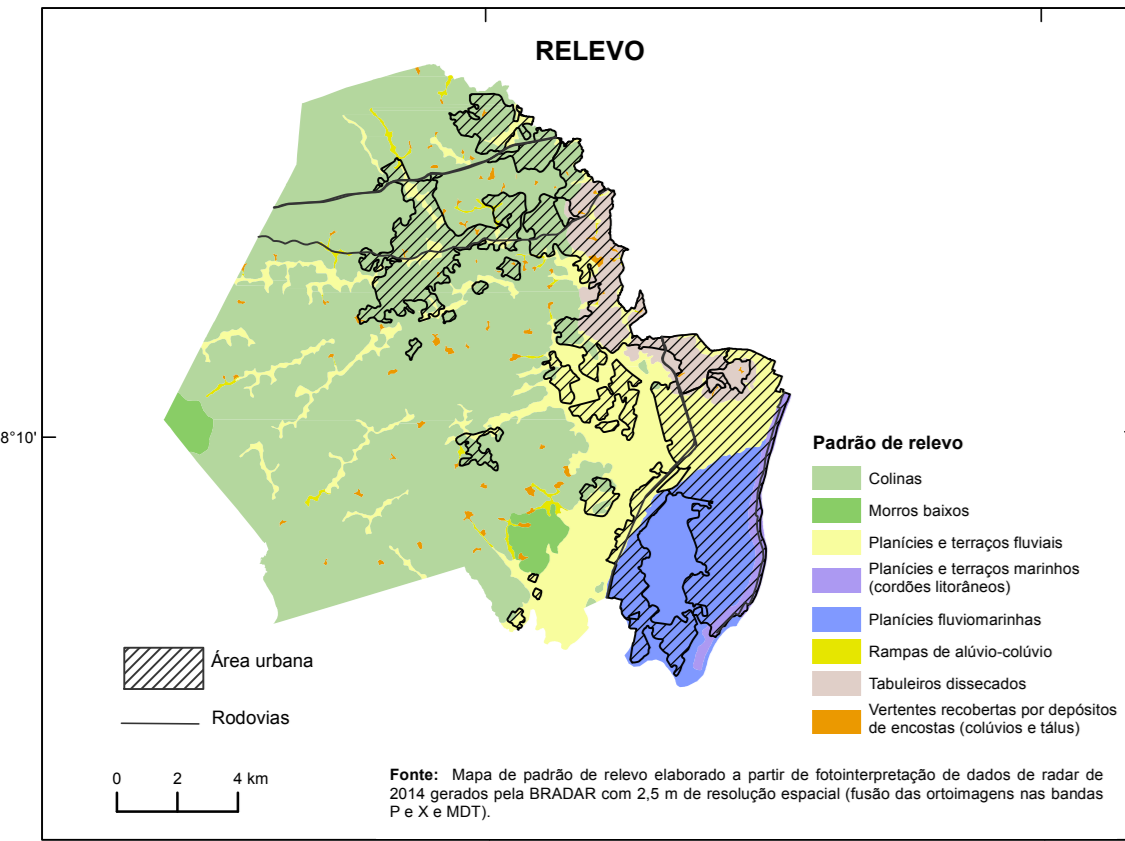 RELEVO
8°10'
Padrão de relevo
Colinas
Morros baixos
Planícies e terraços fluviais
Planícies e terraços marinhos
(cordões litorâneos)
Planícies fluviomarinhas
Rampas de alúvio-colúvio
Tabuleiros dissecados
Vertentes recobertas por depósitos
de encostas (colúvios e tálus)
Área urbana
Rodovias
0 2 4 km
Fonte: Mapa de padrão de relevo elaborado a partir de fotointerpretação de dados de radar de
2014 gerados pela BRADAR com 2,5 m de resolução espacial (fusão das ortoimagens nas bandas
P e X e MDT).